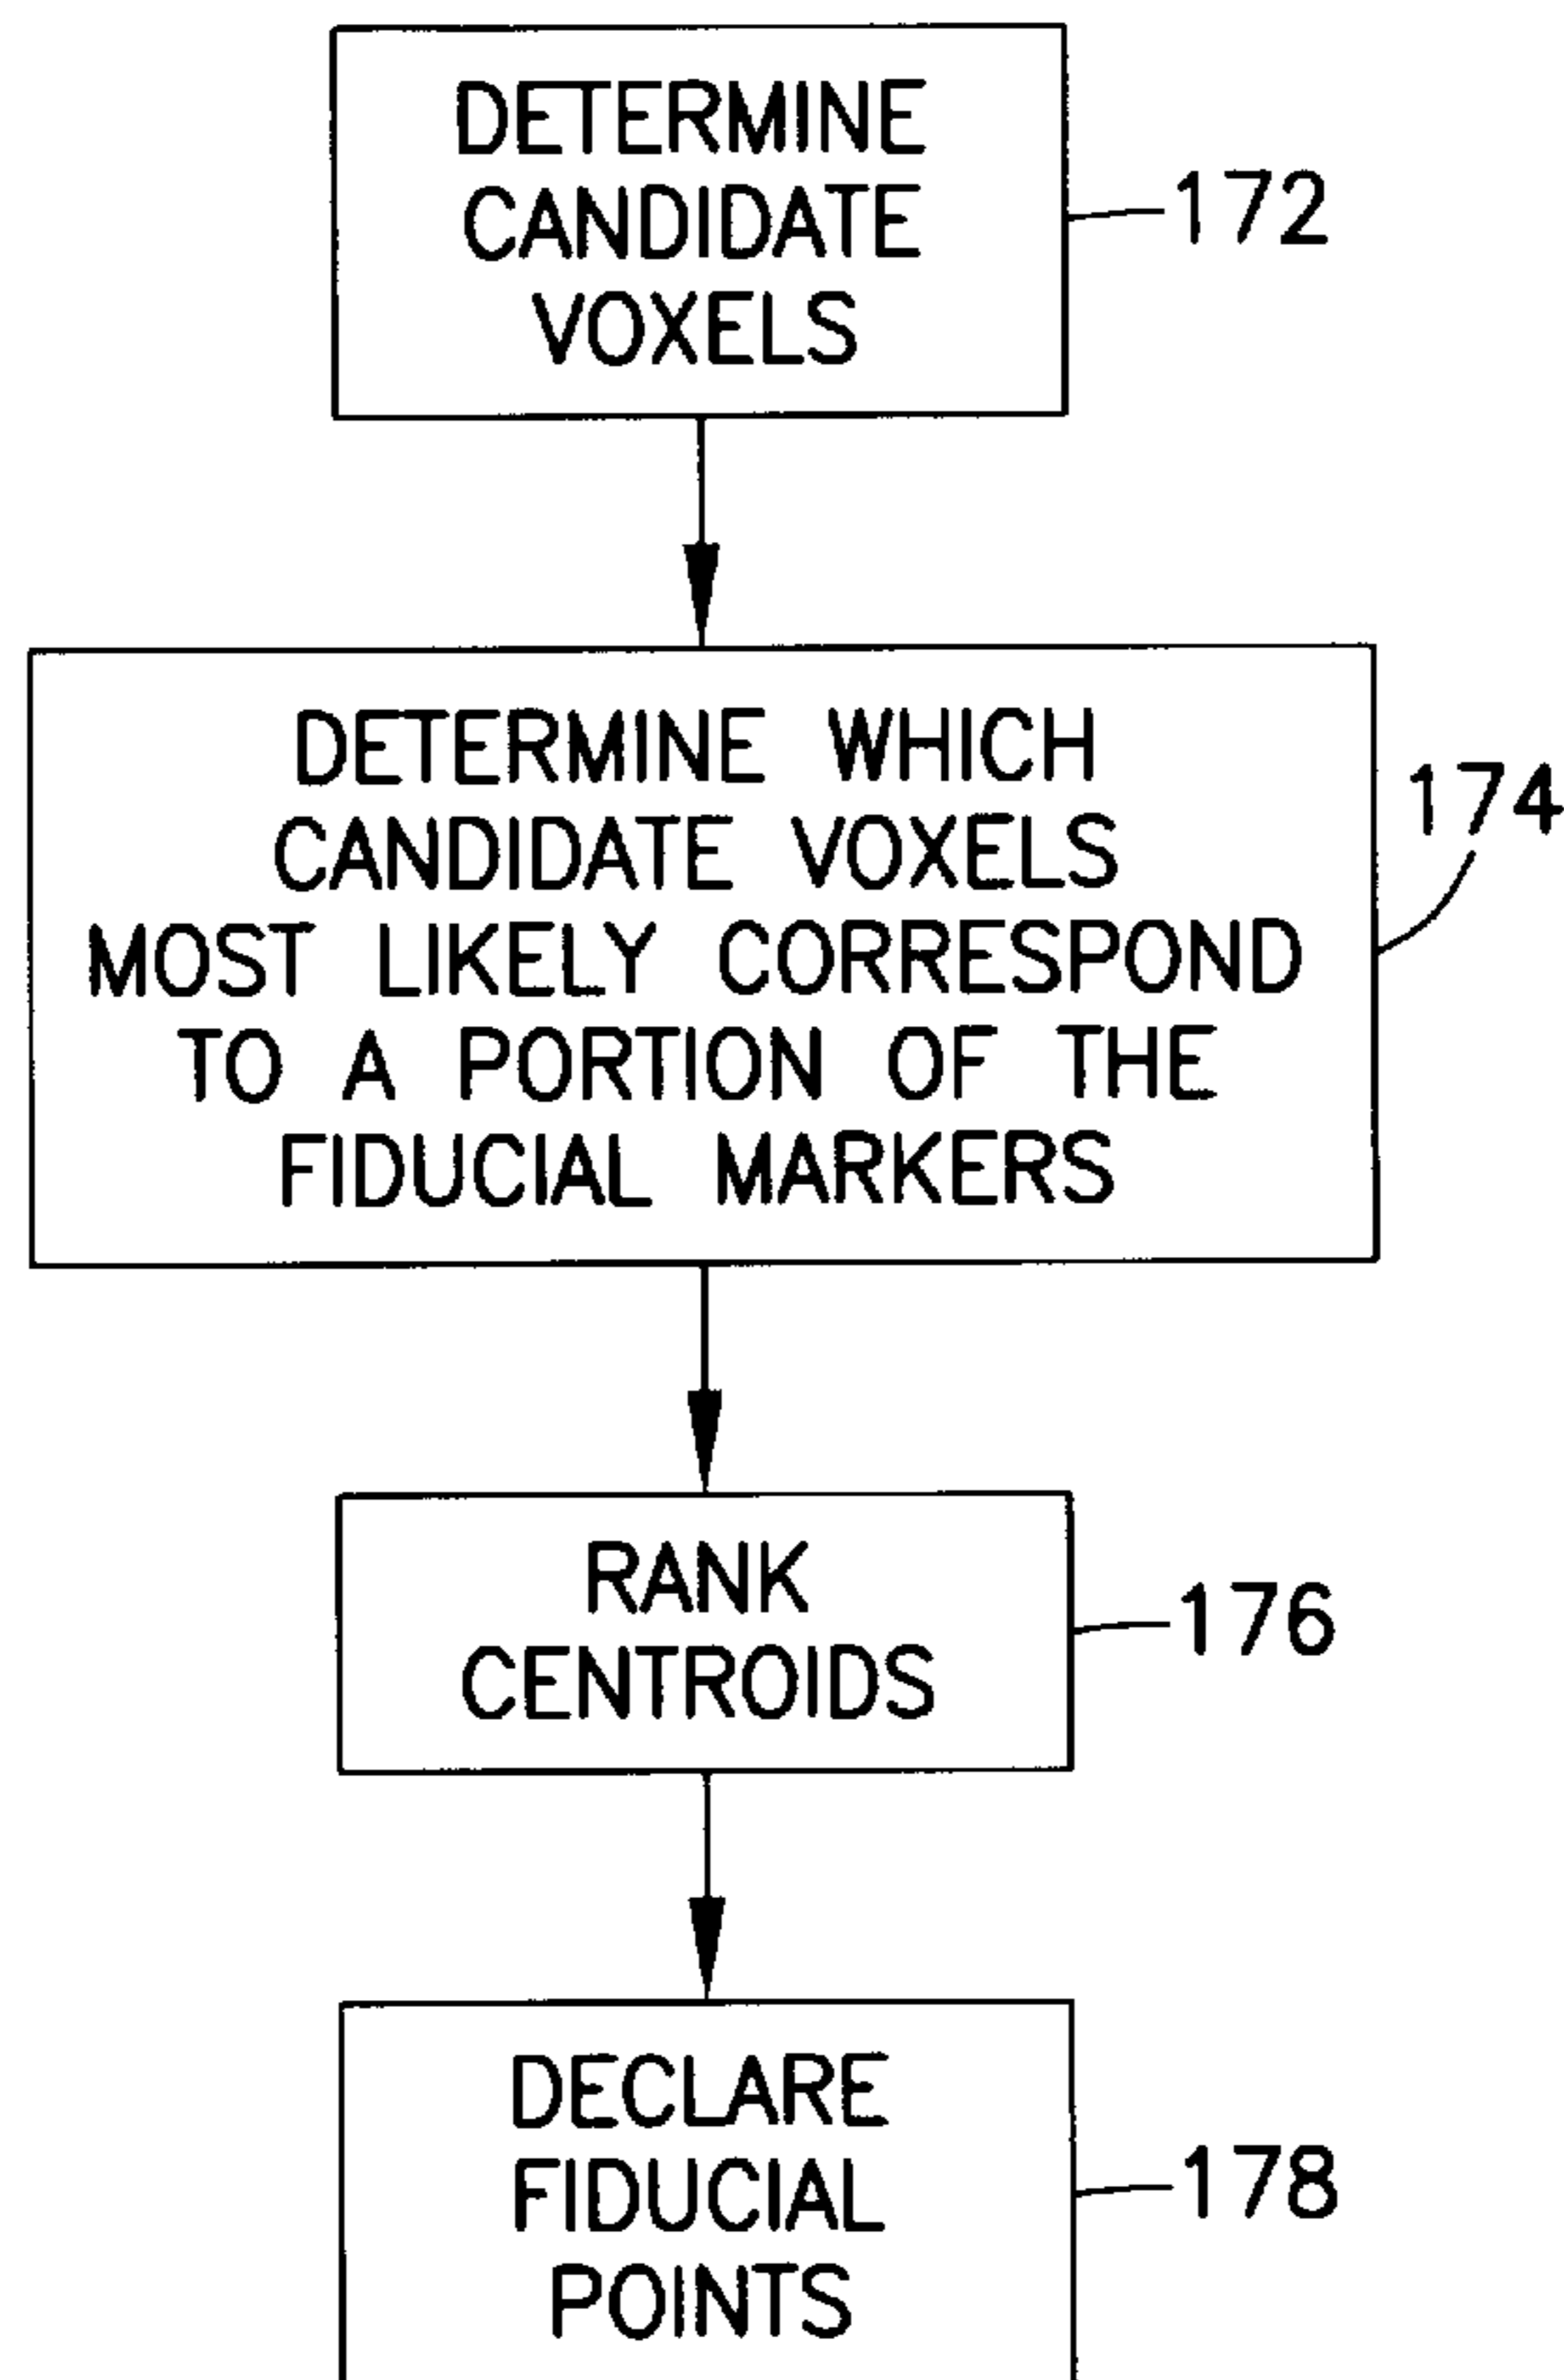 DETERMINE
CANDIDATE
VOXELS
172
DETERMINE WHICH
CANDIDATE VOXELS
MOST LIKELY CORRESPOND
TO A PORTION OF THE
FIDUCIAL MARKERS
174
RANK
CENTROIDS
176
DECLARE
FIDUCIAL
POINTS
178